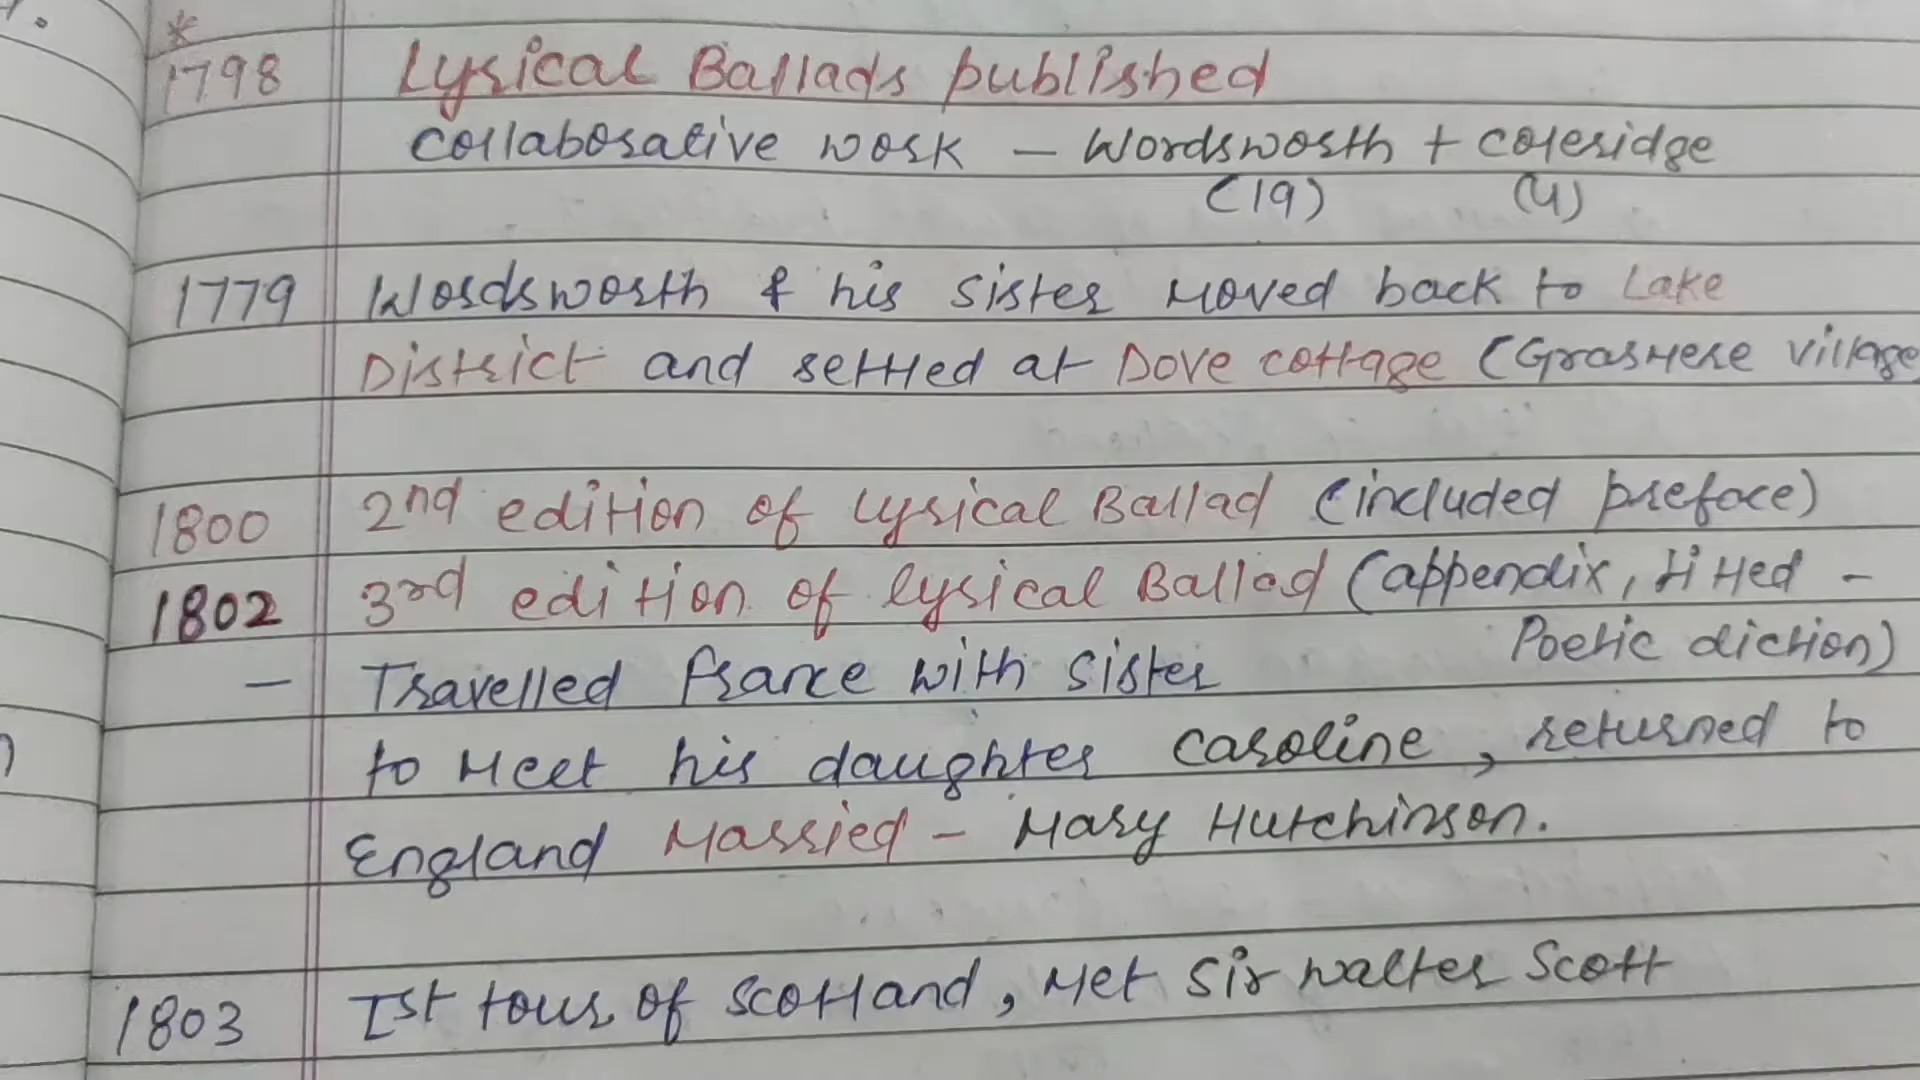 *
1798 Lyrical Ballads published
collaborative work – Wordsworth + coleridge
(19) (4)
1779 Wordsworth & his sister moved back to Lake
District and settled at Dove cottage (Grasmere village
1800 2nd edition of Lyrical Ballad (included preface)
1802 3rd edition of lyrical Ballad (appendix, titled -
Poetic diction)
– Travelled france with sister
to meet his daughter caroline, returned to
England Married – Mary Hutchinson.
1803 Ist tour of scotland, met Sir walter Scott